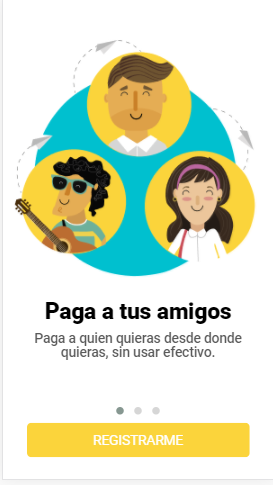 Paga a tus amigos
Paga a quien quieras desde donde
quieras, sin usar efectivo.
REGISTRARME